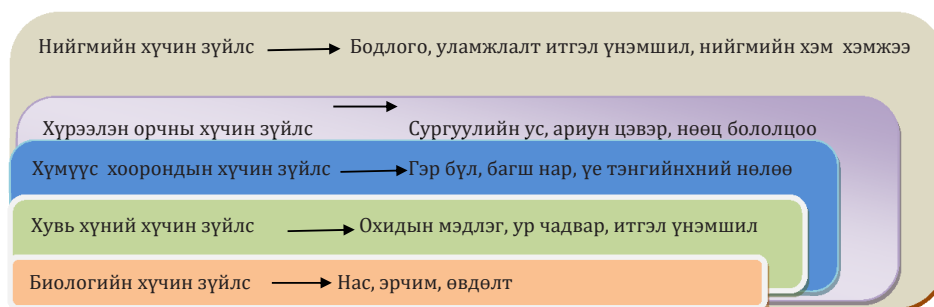 Нийгмийн хүчин зүйлс Бодлого, уламжлалт итгэл үнэмшил, нийгмийн хэм хэмжээ
Хүрээлэн орчны хүчин зүйлс Сургуулийн ус, ариун цэвэр, нөөц бололцоо
Хүмүүс хоорондын хүчин зүйлс Гэр бүл, багш нар, үе тэнгийнхний нөлөө
Хувь хүний хүчин зүйлс Охидын мэдлэг, ур чадвар, итгэл үнэмшил
Биологийн хүчин зүйлс Нас, эрчим, өвдөлт